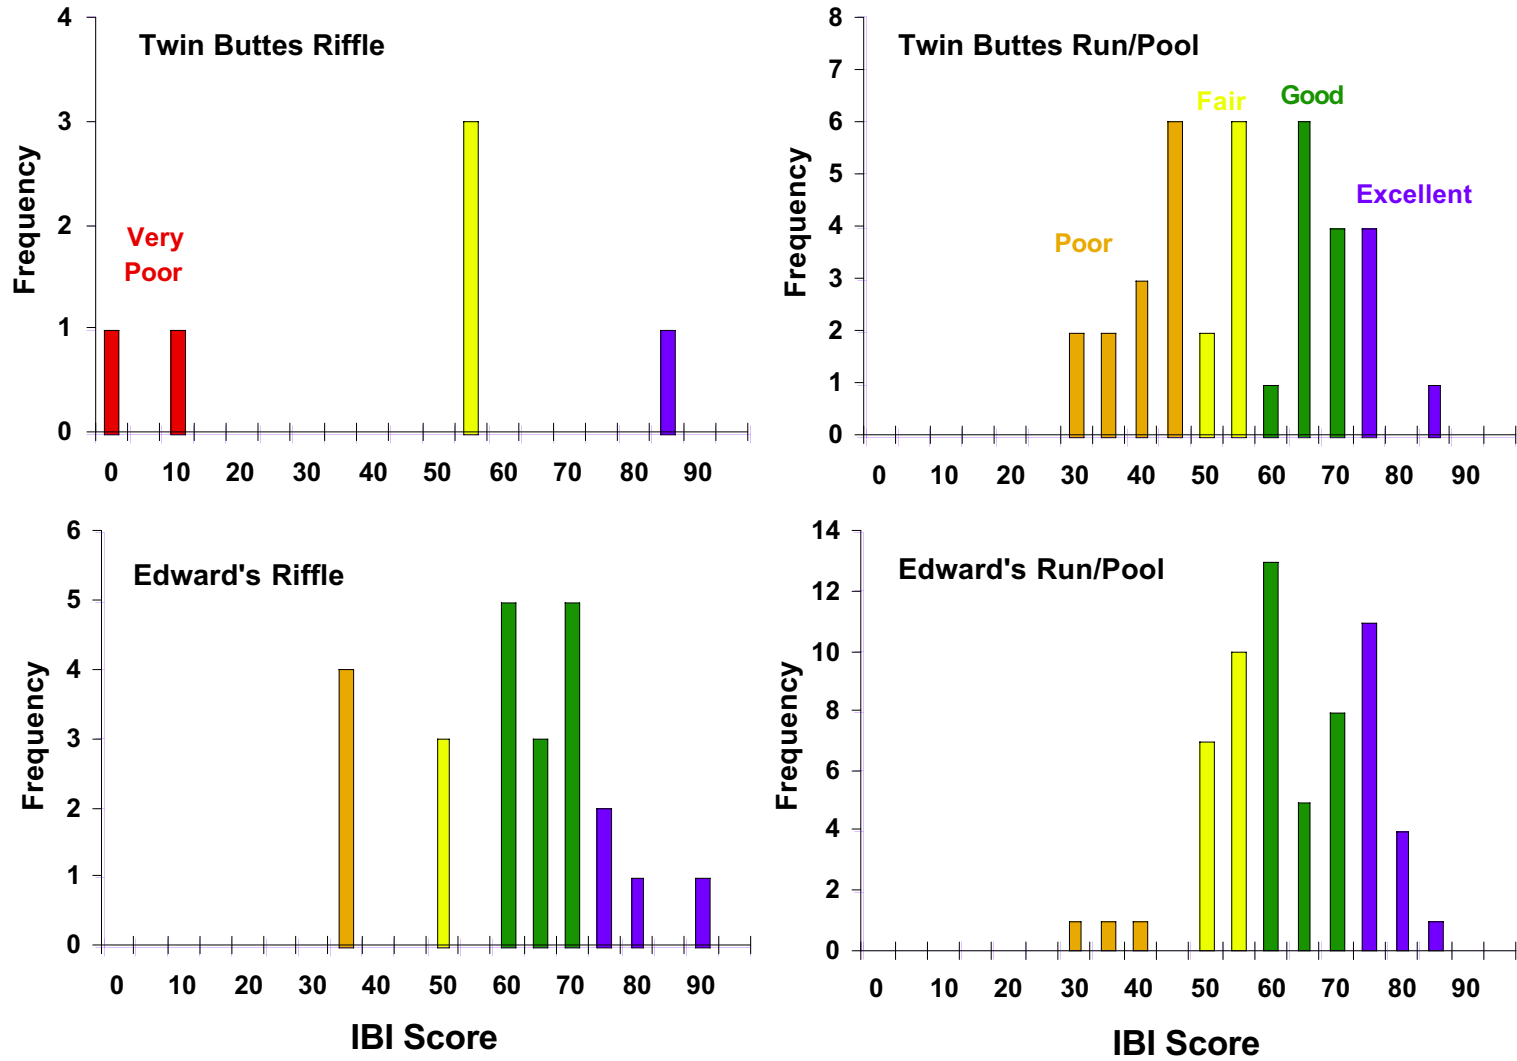 Twin Buttes Riffle
Frequency
4
3
2
1
0
Very
Poor
0 10 20 30 40 50 60 70 80 90
Twin Buttes Run/Pool
Frequency
8
7
6
5
4
3
2
1
0
Poor
Fair
Good
Excellent
0 10 20 30 40 50 60 70 80 90
Edward's Riffle
Frequency
6
5
4
3
2
1
0
0 10 20 30 40 50 60 70 80 90
IBI Score
Edward's Run/Pool
Frequency
14
12
10
8
6
4
2
0
0 10 20 30 40 50 60 70 80 90
IBI Score